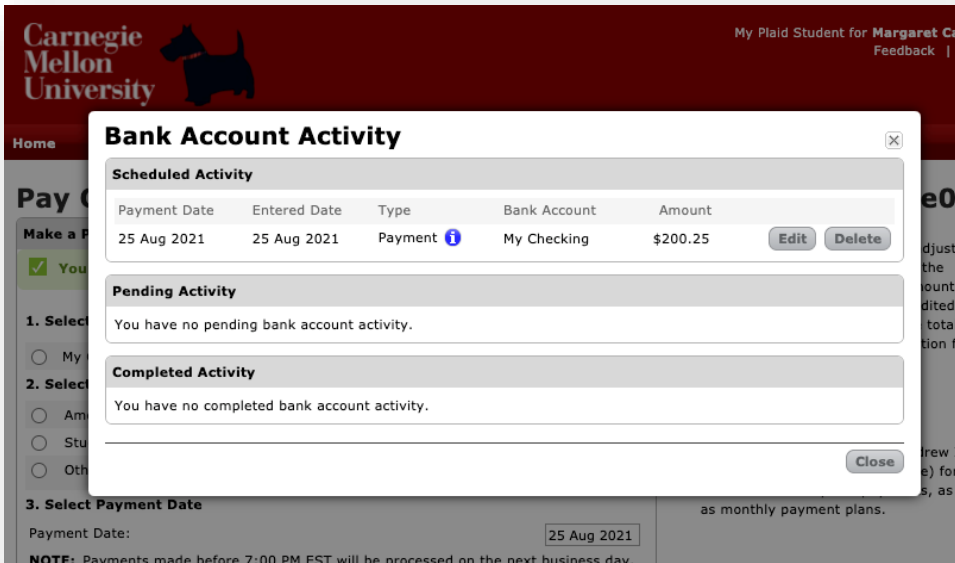 Carnegie
Mellon
University
My Plaid Student for Margaret
Feedback |
Home
Bank Account Activity
Scheduled Activity
Payment Date Entered Date Type Bank Account Amount
25 Aug 2021 25 Aug 2021 Payment i My Checking $200.25 Edit Delete
Pending Activity
You have no pending bank account activity.
Completed Activity
You have no completed bank account activity.
Close
Pay
Make a
You
1. Select
My
2. Select
3. Select Payment Date
Payment Date: 25 Aug 2021
NOTE: Payments made before 7:00 PM EST will be processed on the next business day.
the
as
as monthly payment plans.